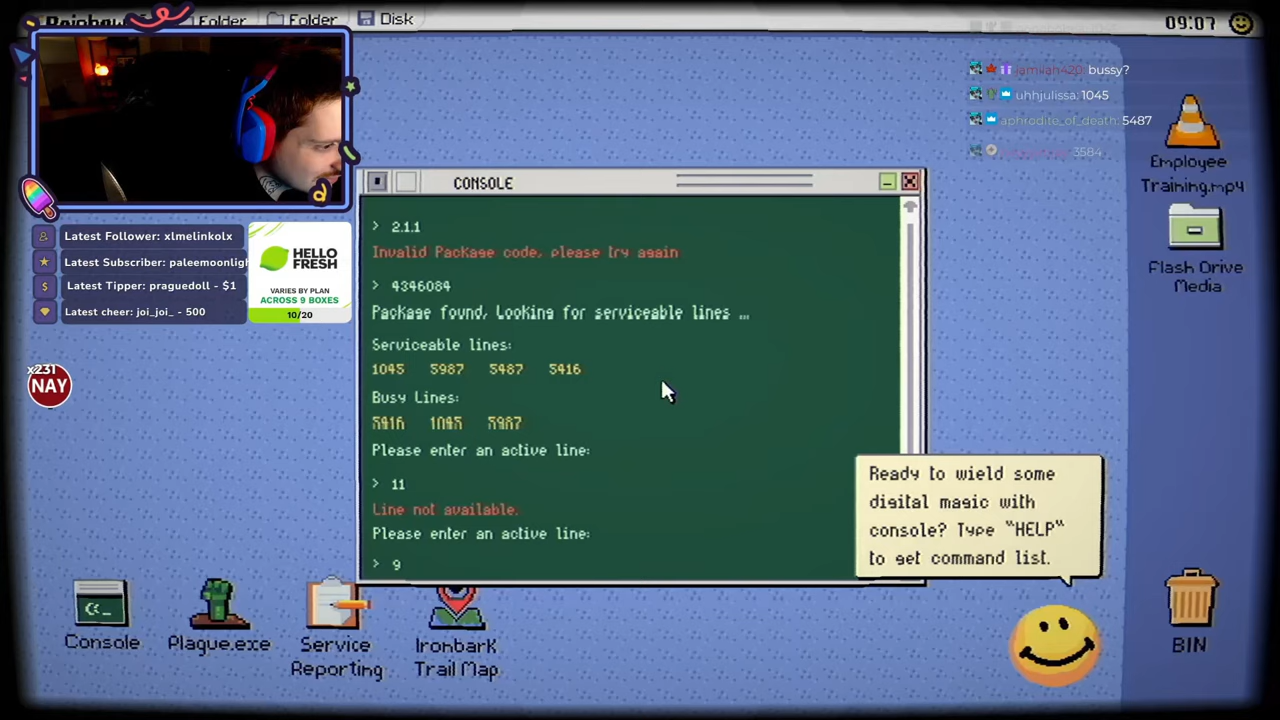 Folder
Folder
Disk
09:07
iamiiah420 bussy?
uhhjulissa: 1045
aphrodite_of_death: 5487
3584
Employee
Training.mp4
Flash Drive
Media
Latest Follower: xlmelinkolx
Latest Subscriber: paleemoonligh
Latest Tipper: praguedoll - $1
Latest cheer: joi_joi_ - 500
HELLO
FRESH
VARIES BY PLAN
ACROSS 9 BOXES
10/20
x231
NAY
CONSOLE
> 2.1.1
Invalid Package code, please try again
> 4346084
Package found, Looking for serviceable lines ...
Serviceable lines:
1045 5987 5487 5416
Busy Lines:
5416 1045 5987
Please enter an active line:
> 11
Line not available.
Please enter an active line:
> 9
Ready to wield some
digital magic with
console? Type "HELP"
to get command list.
Console
Plague.exe
Service
Reporting
Ironbark
Trail Map
BIN